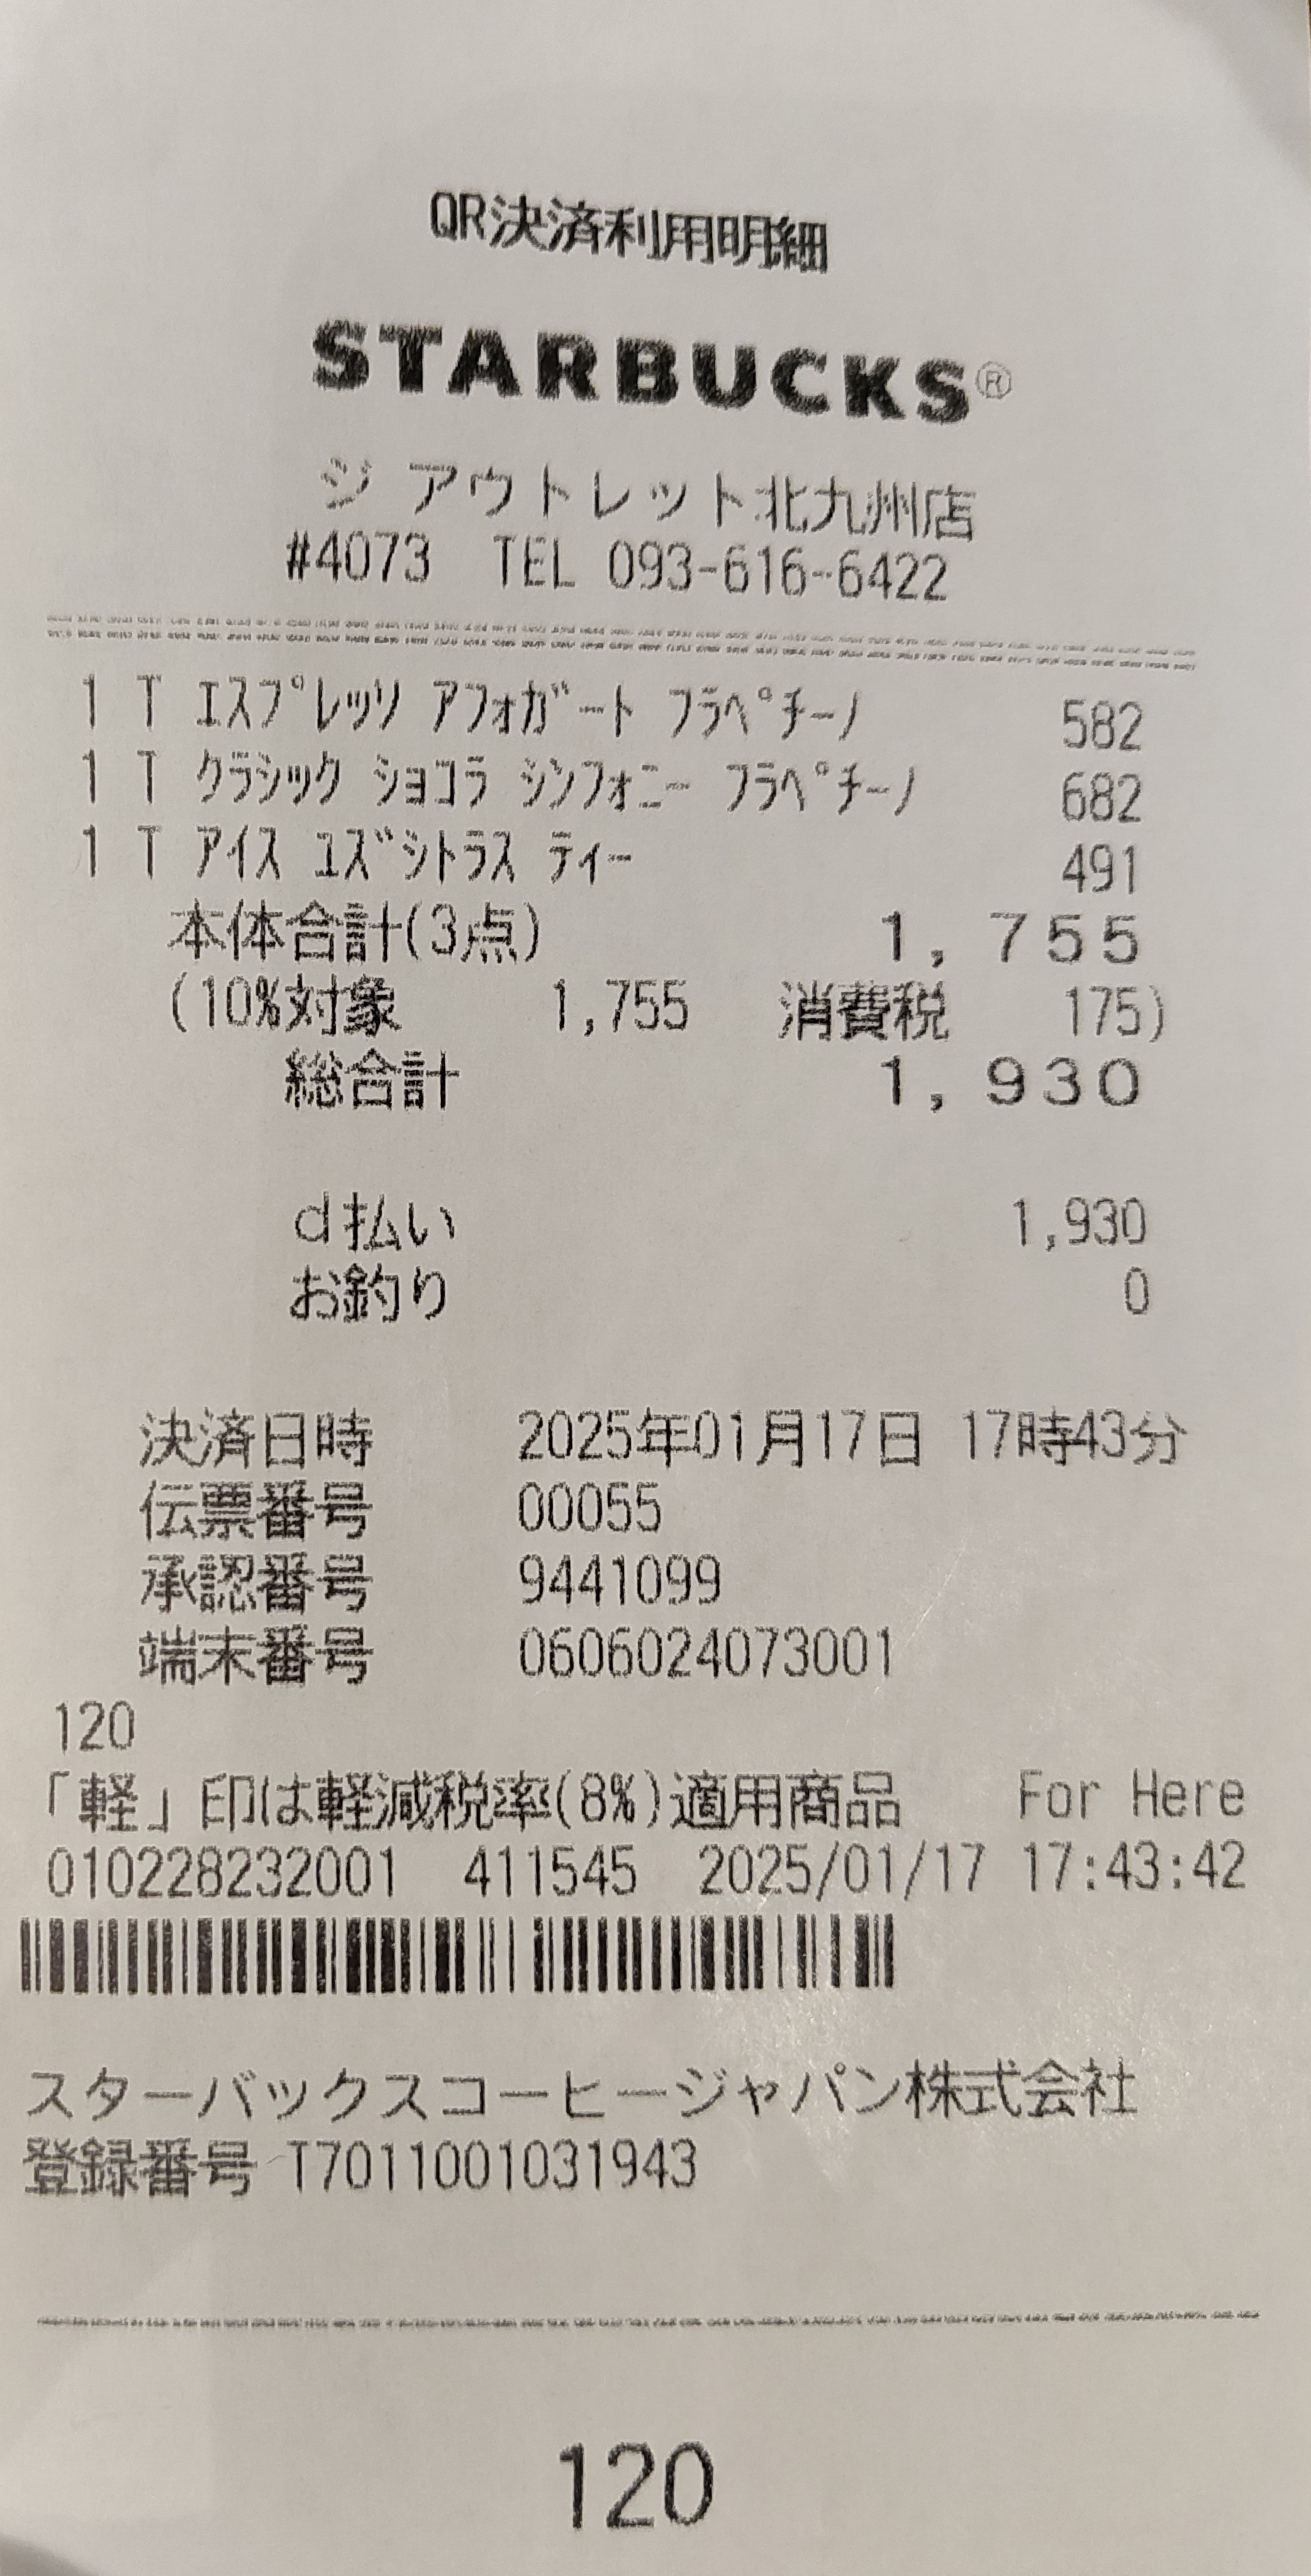 QR決済利用明細
STARBUCKS®
ジ アウトレット北九州店
#4073 TEL 093-616-6422
1 T ｴｽﾌﾟﾚｯｿ ｱﾌｫｶﾞｰﾄ ﾌﾗﾍﾟﾁｰﾉ 582
1 T ｸﾗｼｯｸ ｼｮｺﾗ ｼﾝﾌｫﾆｰ ﾌﾗﾍﾟﾁｰﾉ 682
1 T ｱｲｽ ﾕｽﾞｼﾄﾗｽ ﾃｨｰ 491
本体合計(3点) 1,755
(10%対象 1,755 消費税 175)
総合計 1,930
d払い 1,930
お釣り 0
決済日時 2025年01月17日 17時43分
伝票番号 00055
承認番号 9441099
端末番号 0606024073001
120
「軽」印は軽減税率(8%)適用商品 For Here
010228232001 411545 2025/01/17 17:43:42
スターバックスコーヒージャパン株式会社
登録番号 T7011001031943
120